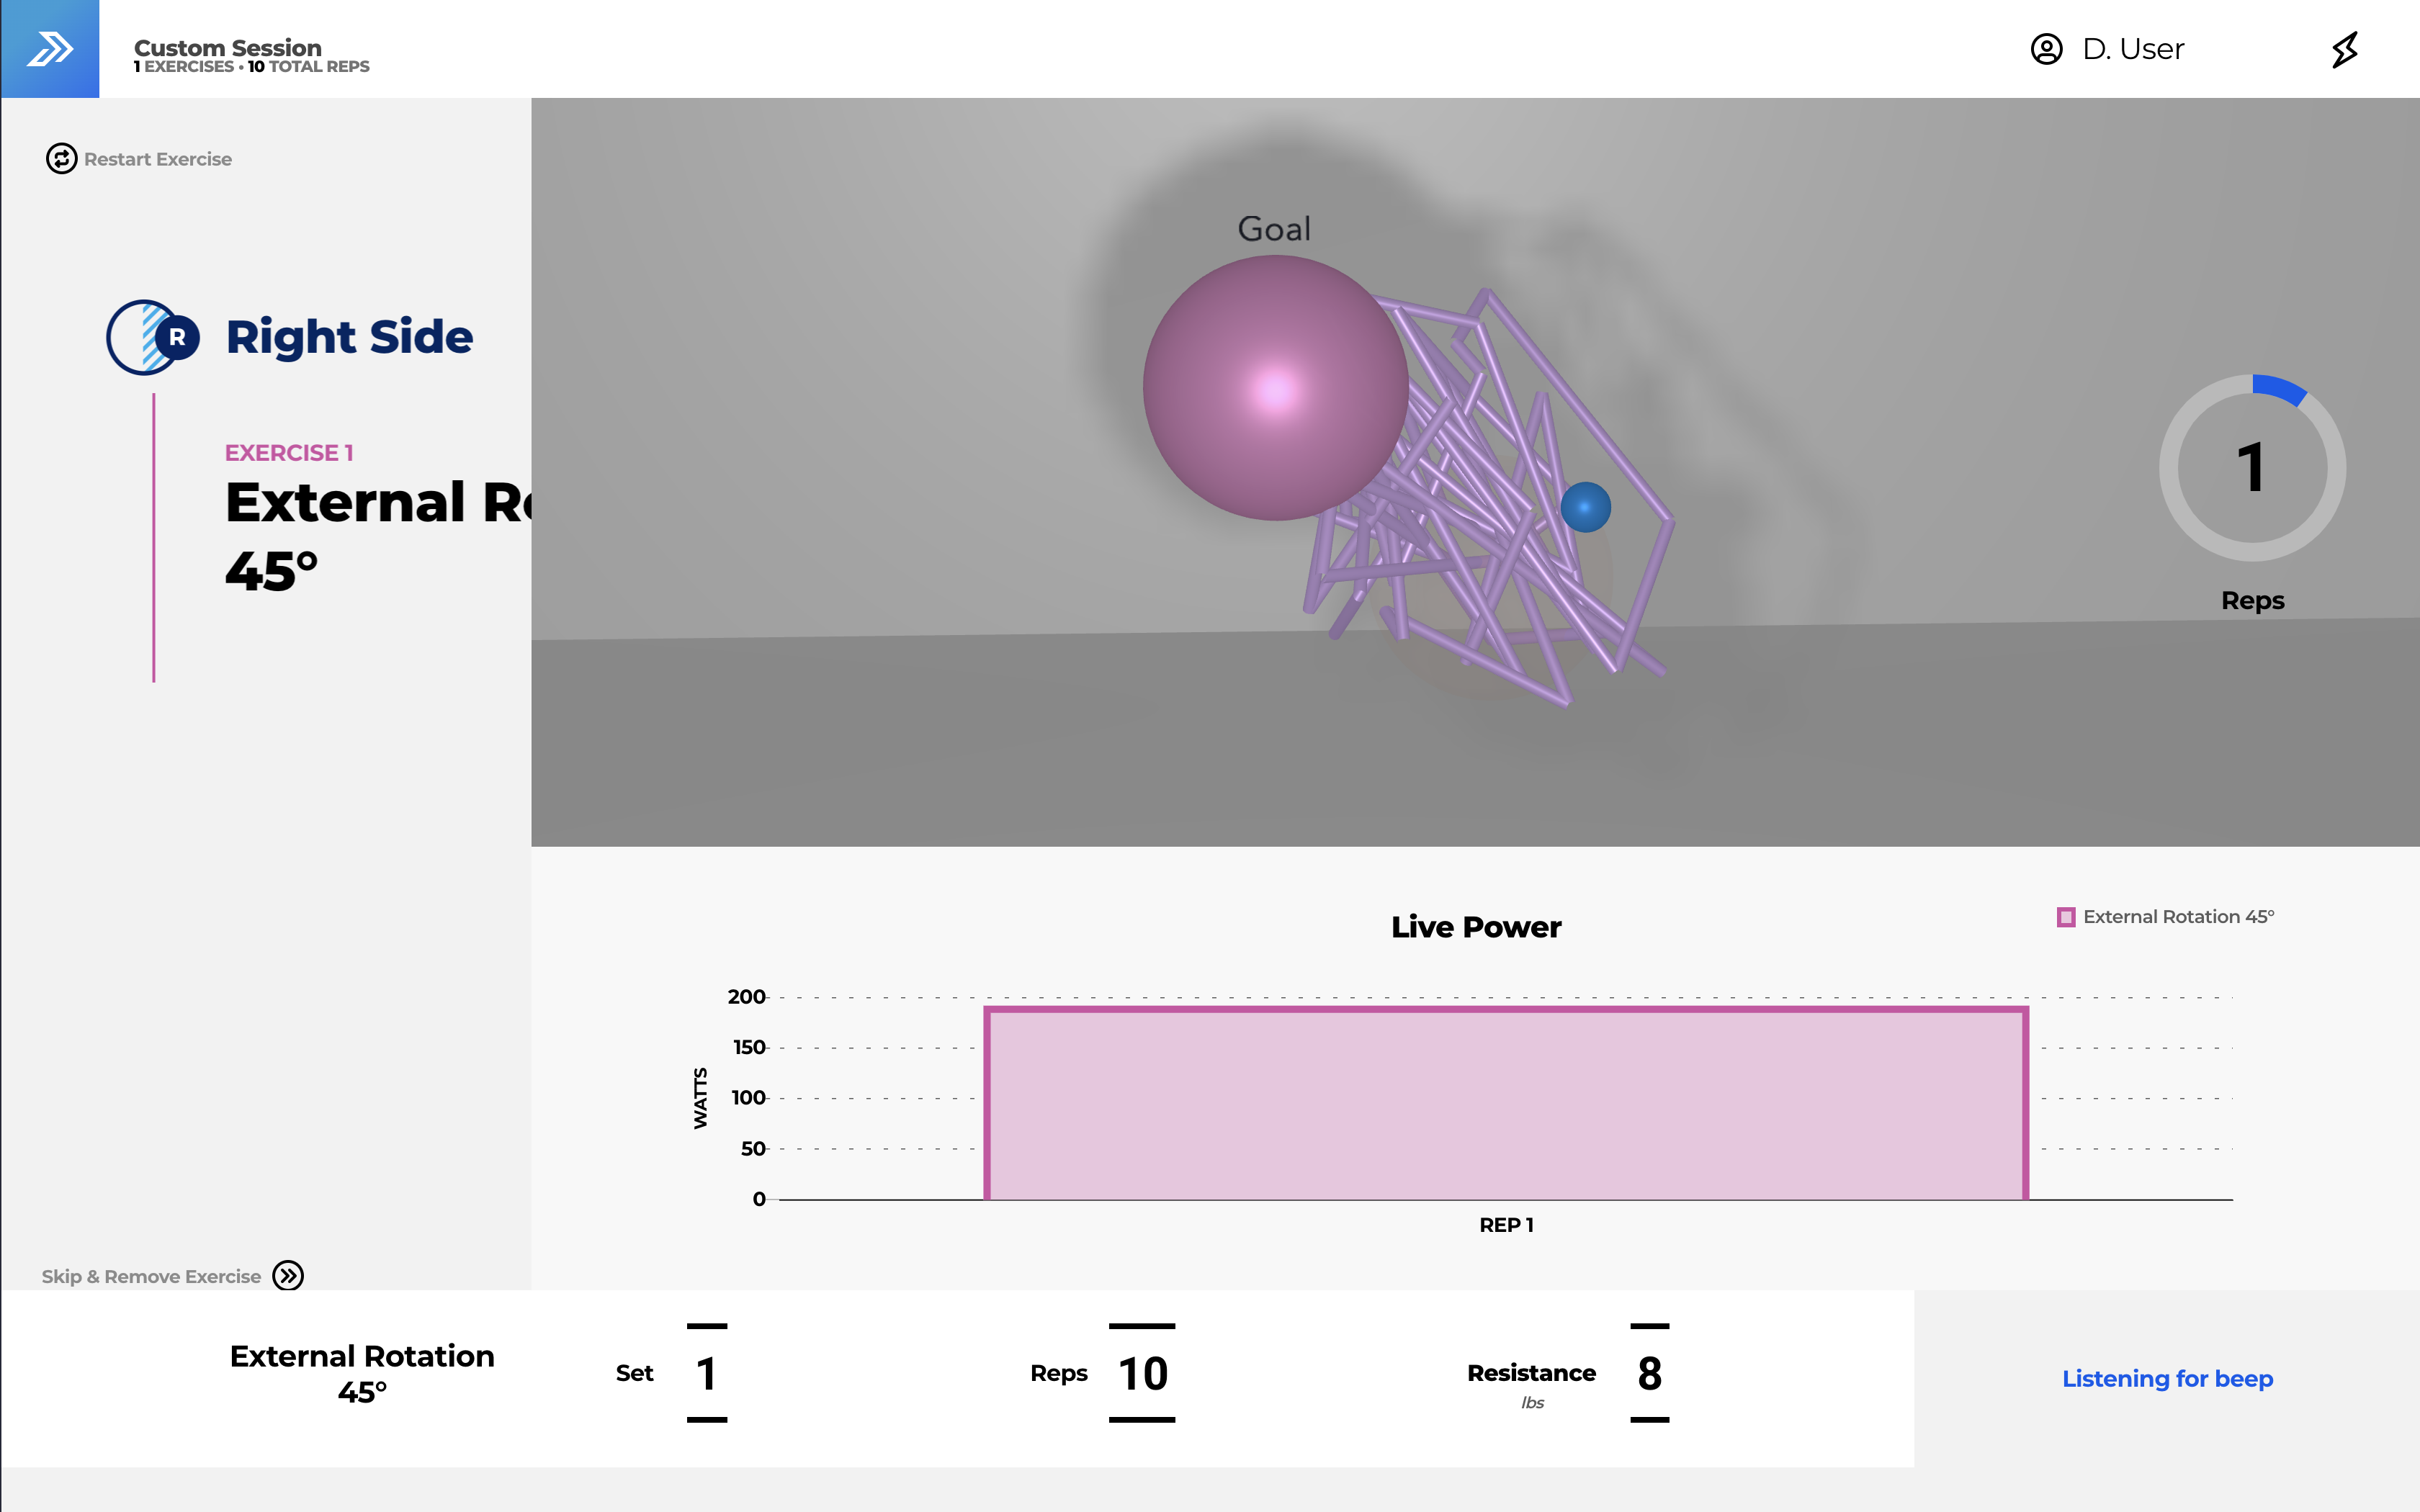 Custom Session
1 EXERCISES • 10 TOTAL REPS
D. User
Restart Exercise
R
Right Side
EXERCISE 1
External R
45°
Goal
1
Reps
Live Power
External Rotation 45°
200
150
100
50
0
WATTS
REP 1
Skip & Remove Exercise
External Rotation
45°
Set
1
Reps
10
Resistance
lbs
8
Listening for beep